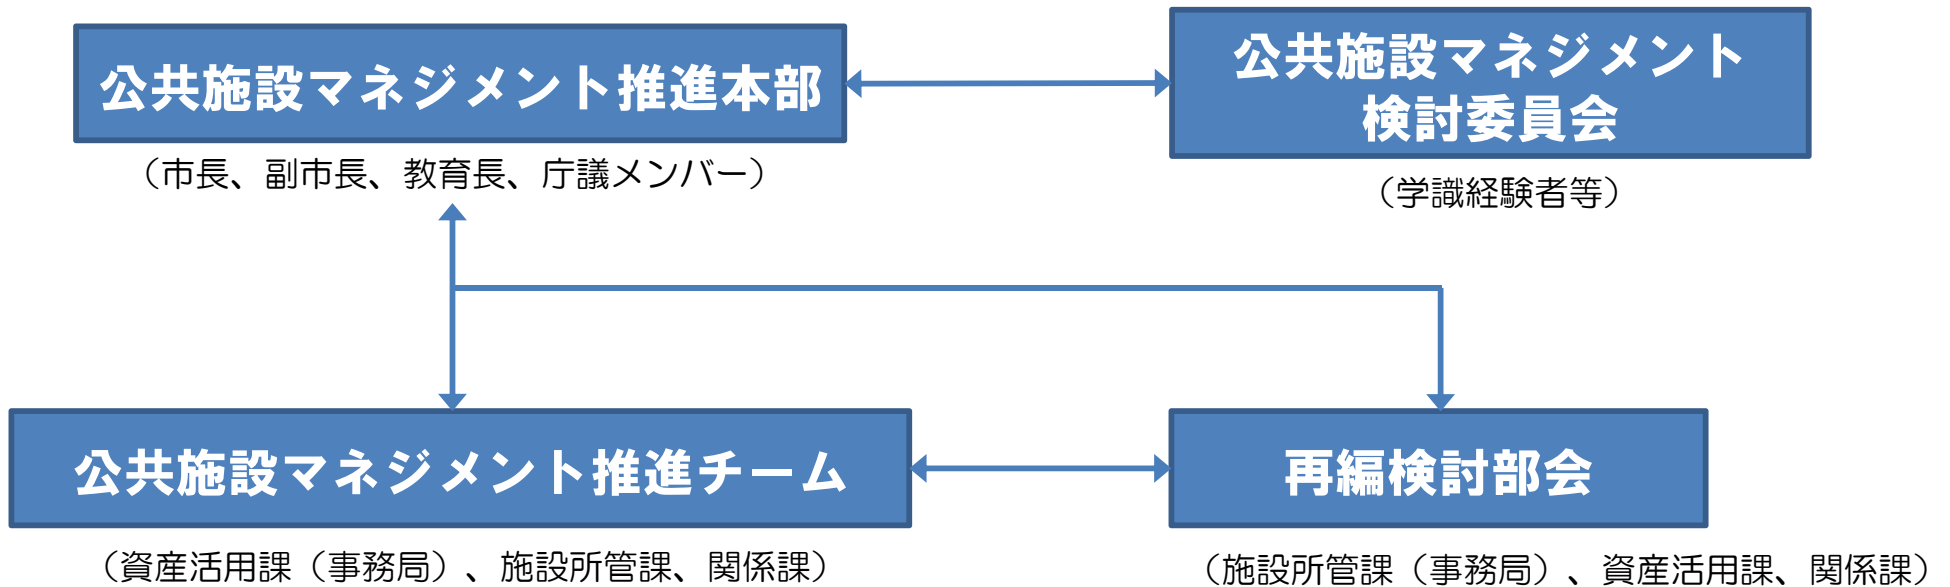 公共施設マネジメント推進本部
（市長、副市長、教育長、庁議メンバー）
公共施設マネジメント
検討委員会
（学識経験者等）
公共施設マネジメント推進チーム
（資産活用課（事務局）、施設所管課、関係課）
再編検討部会
（施設所管課（事務局）、資産活用課、関係課）